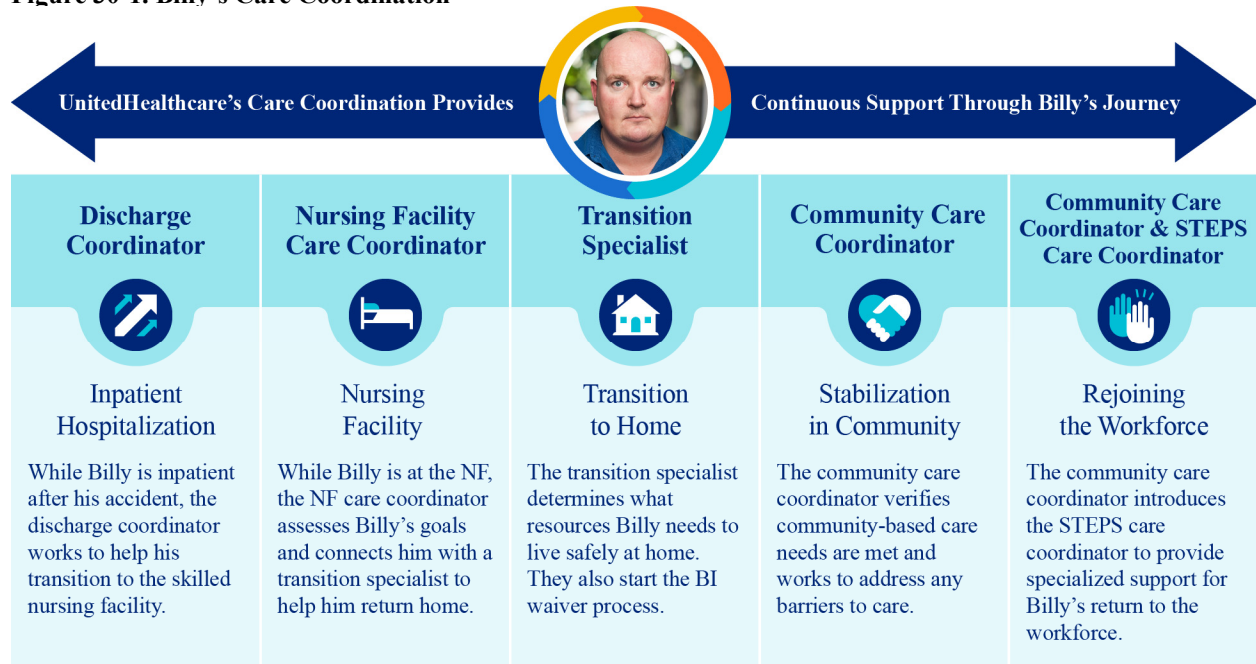 Figure 50-1. Billy's Care Coordination
UnitedHealthcare's Care Coordination Provides
Continuous Support Through Billy's Journey
Discharge
Coordinator
Inpatient
Hospitalization
While Billy is inpatient
after his accident, the
discharge coordinator
works to help his
transition to the skilled
nursing facility.
Nursing Facility
Care Coordinator
Nursing
Facility
While Billy is at the NF,
the NF care coordinator
assesses Billy's goals
and connects him with a
transition specialist to
help him return home.
Transition
Specialist
Transition
to Home
The transition specialist
determines what
resources Billy needs to
live safely at home.
They also start the BI
waiver process.
Community Care
Coordinator
Stabilization
in Community
The community care
coordinator verifies
community-based care
needs are met and
works to address any
barriers to care.
Community Care
Coordinator & STEPS
Care Coordinator
Rejoining
the Workforce
The community care
coordinator introduces
the STEPS care
coordinator to provide
specialized support for
Billy's return to the
workforce.